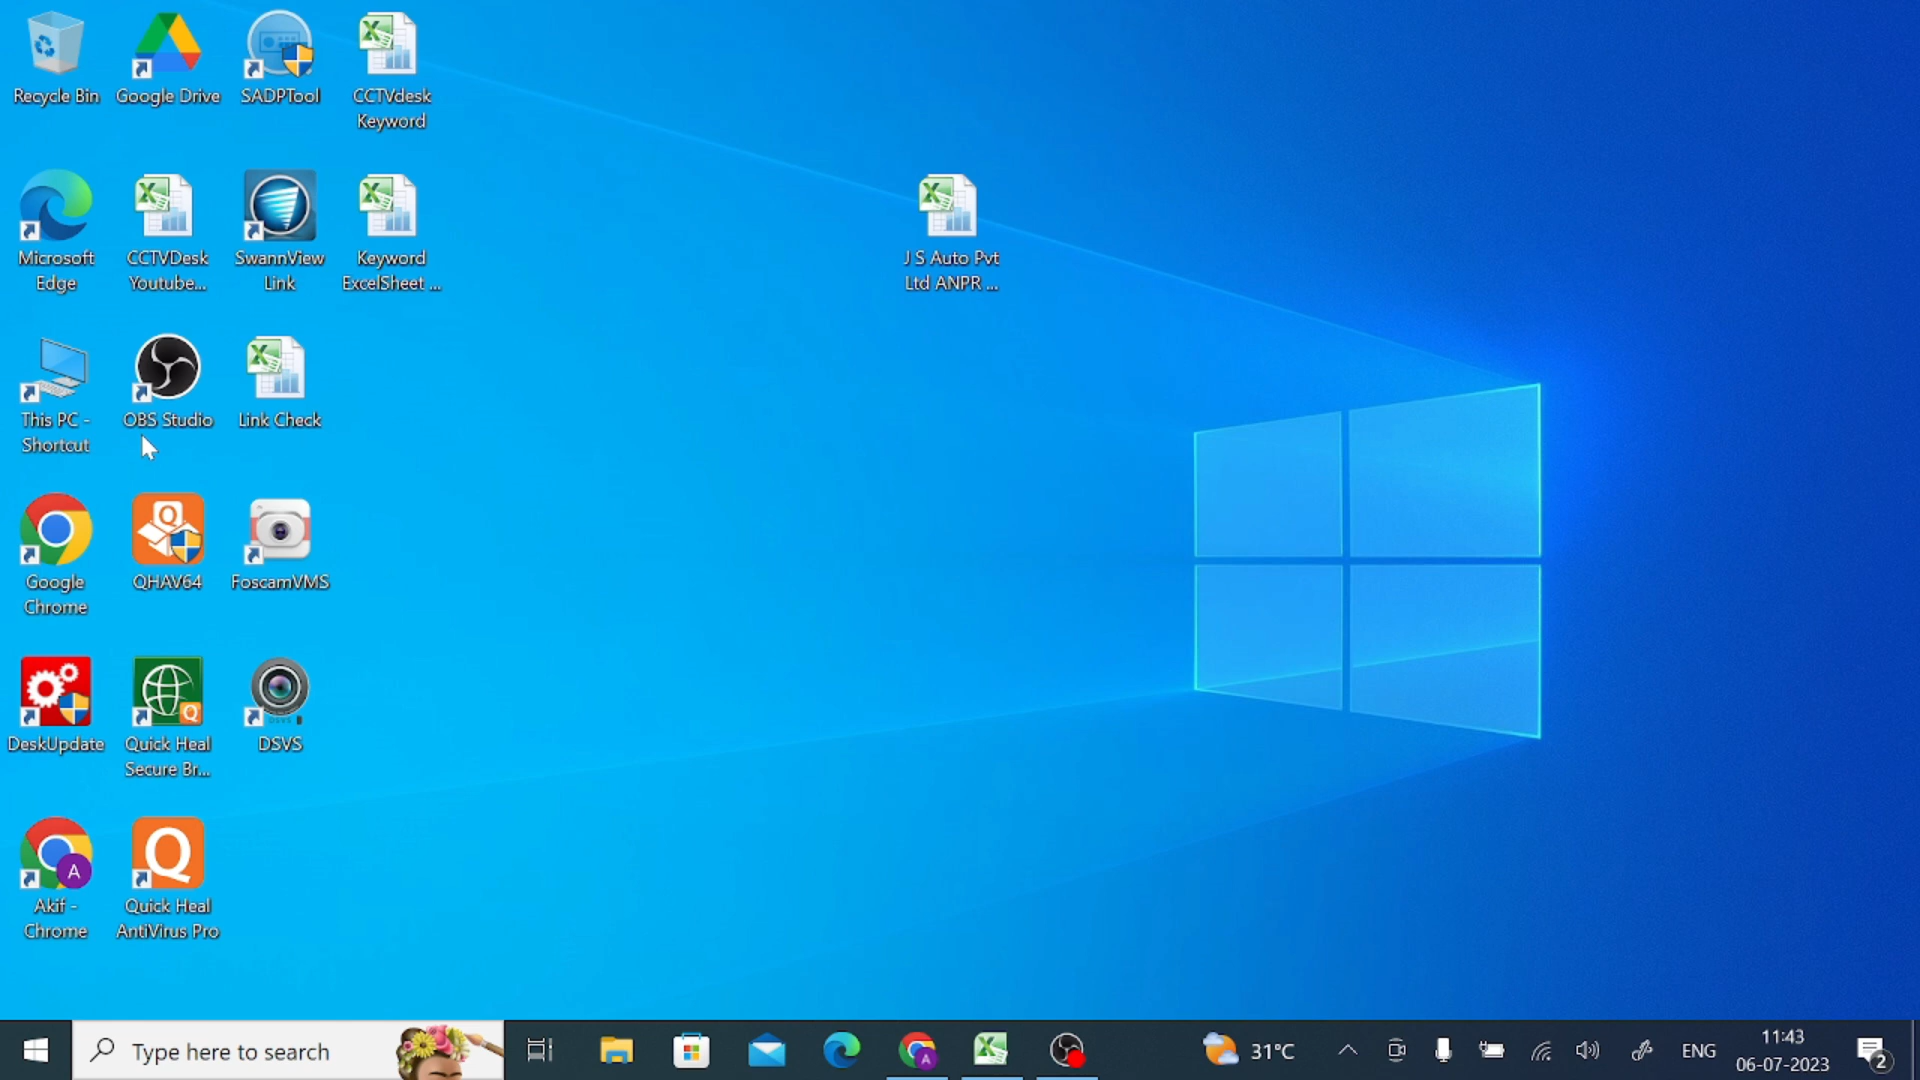 Recycle Bin
Google Drive
SADPTool
CCTVdesk
Keyword
Microsoft
Edge
CCTVDesk
Youtube...
SwannView
Link
Keyword
ExcelSheet ...
J S Auto Pvt
Ltd ANPR ...
This PC -
Shortcut
OBS Studio
Link Check
Google
Chrome
QHAV64
FoscamVMS
DeskUpdate
Quick Heal
Secure Br...
DSVS
A
Akif -
Chrome
Quick Heal
AntiVirus Pro
Type here to search
31°C
ENG
11:43
06-07-2023
2